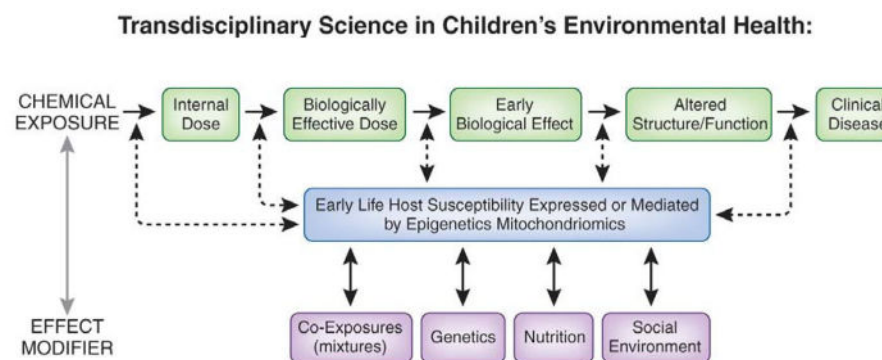 Transdisciplinary Science in Children's Environmental Health:
CHEMICAL
EXPOSURE
Internal
Dose
Biologically
Effective Dose
Early
Biological Effect
Altered
Structure/Function
Clinical
Disease
Early Life Host Susceptibility Expressed or Mediated
by Epigenetics Mitochondriomics
EFFECT
MODIFIER
Co-Exposures
(mixtures)
Genetics
Nutrition
Social
Environment